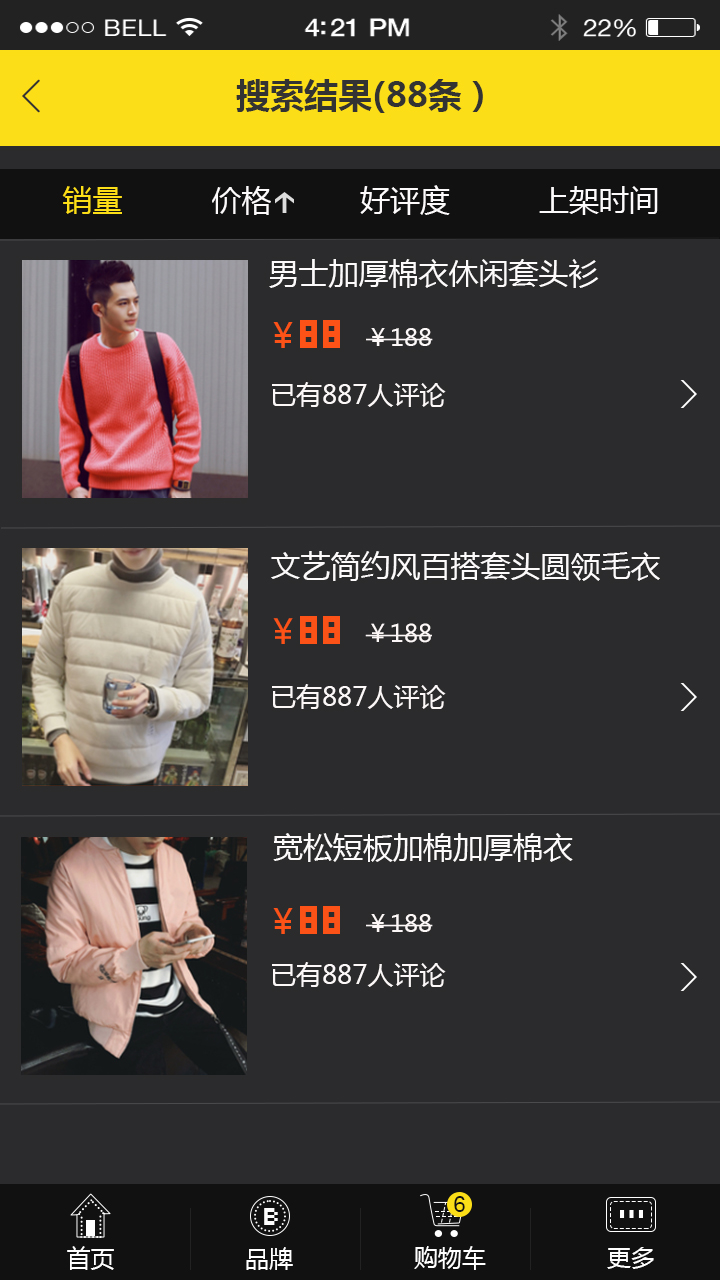 BELL 4:21 PM 22%
搜索结果(88条 )
销量 价格 好评度 上架时间
男士加厚棉衣休闲套头衫
¥88 ¥188
已有887人评论
文艺简约风百搭套头圆领毛衣
¥88 ¥188
已有887人评论
宽松短板加棉加厚棉衣
¥88 ¥188
已有887人评论
B 6
首页 品牌 购物车 更多